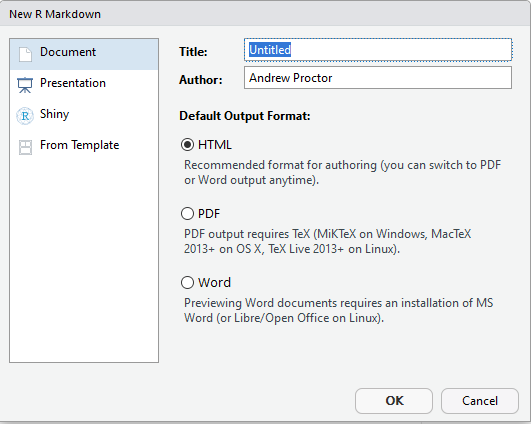 New R Markdown
Document
Presentation
R Shiny
From Template
Title: Untitled
Author: Andrew Proctor
Default Output Format:
HTML
Recommended format for authoring (you can switch to PDF
or Word output anytime).
PDF
PDF output requires TeX (MiKTeX on Windows, MacTeX
2013+ on OS X, TeX Live 2013+ on Linux).
Word
Previewing Word documents requires an installation of MS
Word (or Libre/Open Office on Linux).
OK Cancel